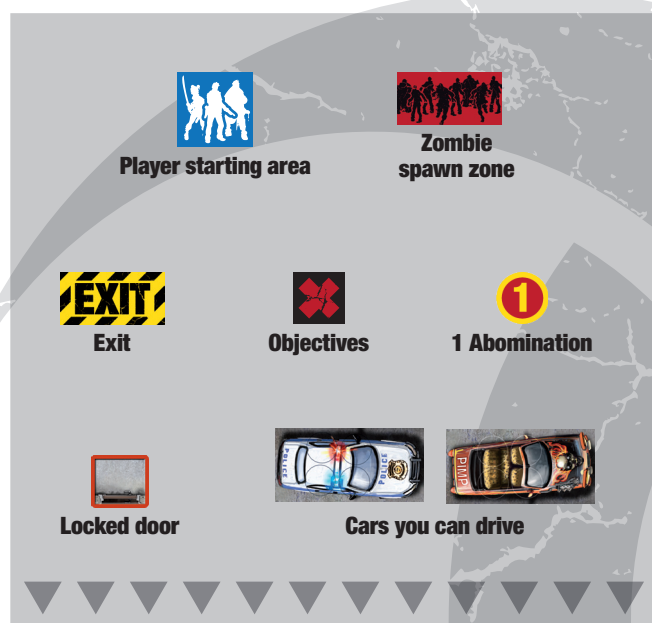 Player starting area
Zombie
spawn zone
EXIT
Exit
Objectives
1
1 Abomination
POLICE
POLICE
PIMP
Locked door
Cars you can drive